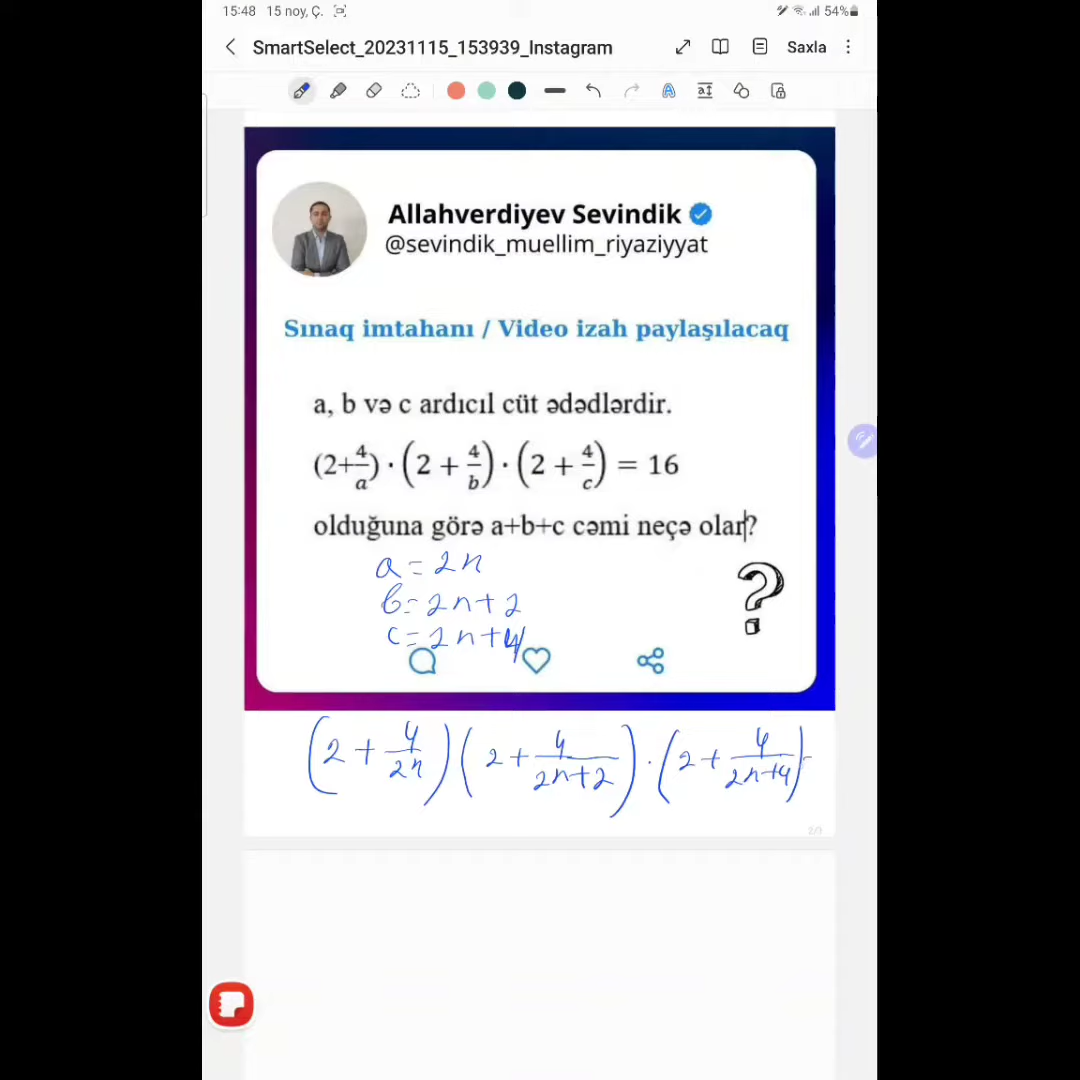 15:48 15 noy, Ç. 54%
SmartSelect_20231115_153939_Instagram Saxla
Allahverdiyev Sevindik
@sevindik_muellim_riyaziyyat
Sınaq imtahanı / Video izah paylaşılacaq
a, b və c ardıcıl cüt ədədlərdir.
(2+4/a) · (2 + 4/b) · (2 + 4/c) = 16
olduğuna görə a+b+c cəmi neçə olar?
a = 2n
b = 2n+2
c = 2n+4
?
(2 + 4/2n) (2 + 4/2n+2) · (2 + 4/2n+4)
2/3